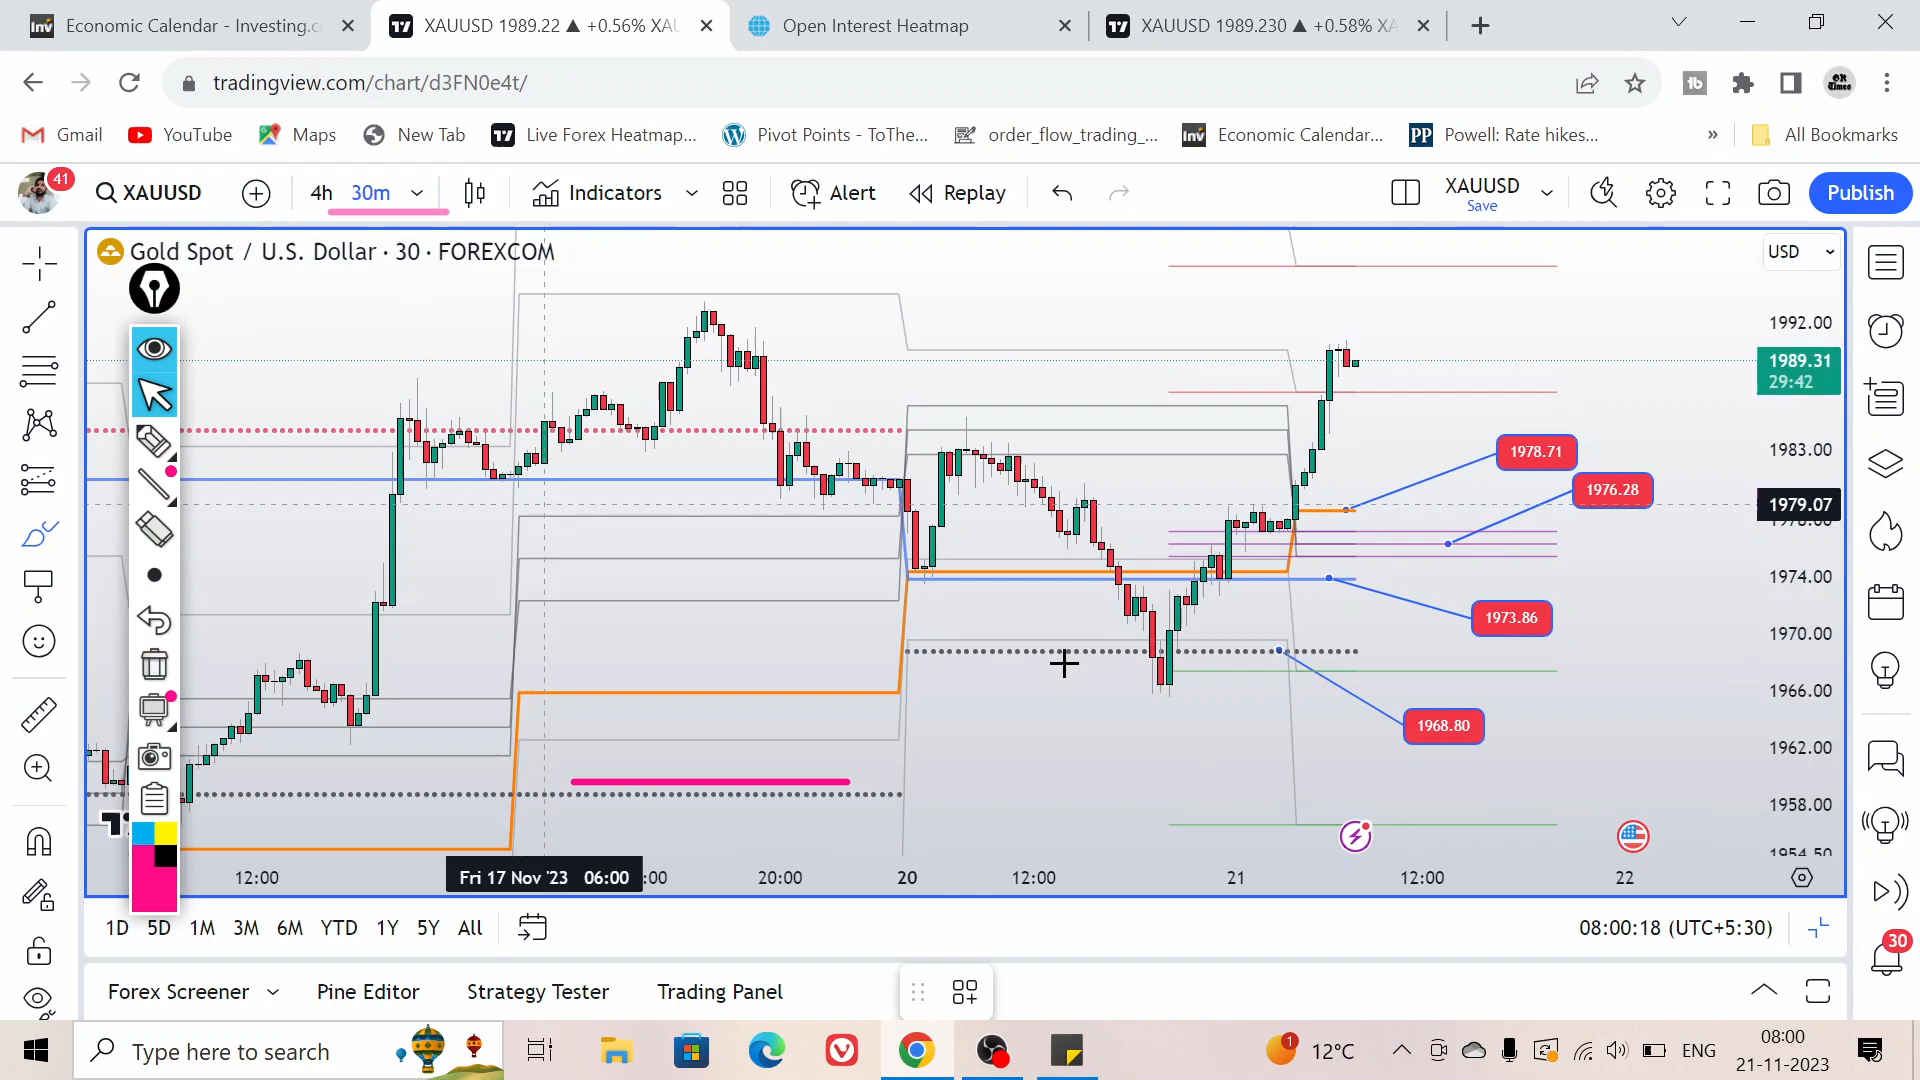 Economic Calendar - Investing.c
XAUUSD 1989.22 ▲ +0.56% XAU
Open Interest Heatmap
XAUUSD 1989.230 ▲ +0.58% XA
tradingview.com/chart/d3FN0e4t/
Gmail
YouTube
Maps
New Tab
Live Forex Heatmap...
Pivot Points - ToThe...
order_flow_trading_...
Economic Calendar...
Powell: Rate hikes...
»
All Bookmarks
41
XAUUSD
4h
30m
Indicators
Alert
Replay
XAUUSD
Save
Publish
Gold Spot / U.S. Dollar · 30 · FOREXCOM
USD
1992.00
1989.31
29:42
1983.00
1979.07
1974.00
1970.00
1966.00
1962.00
1958.00
1954.50
1978.71
1976.28
1973.86
1968.80
12:00
Fri 17 Nov '23 06:00
:00
20:00
20
12:00
21
12:00
22
1D
5D
1M
3M
6M
YTD
1Y
5Y
All
08:00:18 (UTC+5:30)
30
Forex Screener
Pine Editor
Strategy Tester
Trading Panel
Type here to search
1
12°C
ENG
08:00
21-11-2023